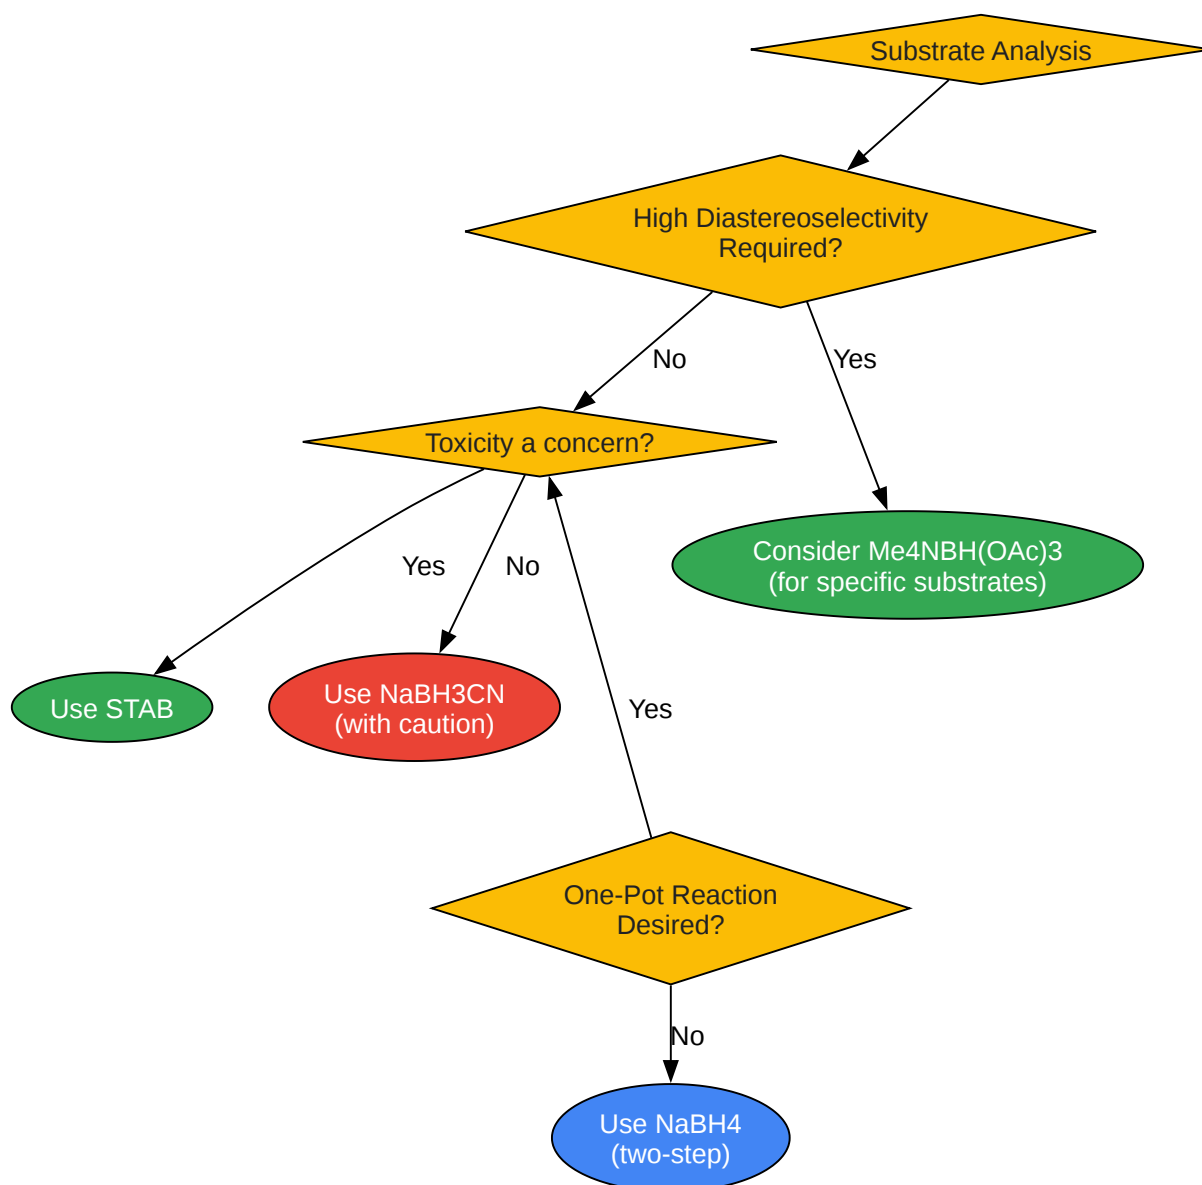 Substrate Analysis
High Diastereoselectivity
Required?
No
Yes
Toxicity a concern?
Consider Me4NBH(OAc)3
(for specific substrates)
Yes
No
Use STAB
Use NaBH3CN
(with caution)
Yes
One-Pot Reaction
Desired?
No
Use NaBH4
(two-step)